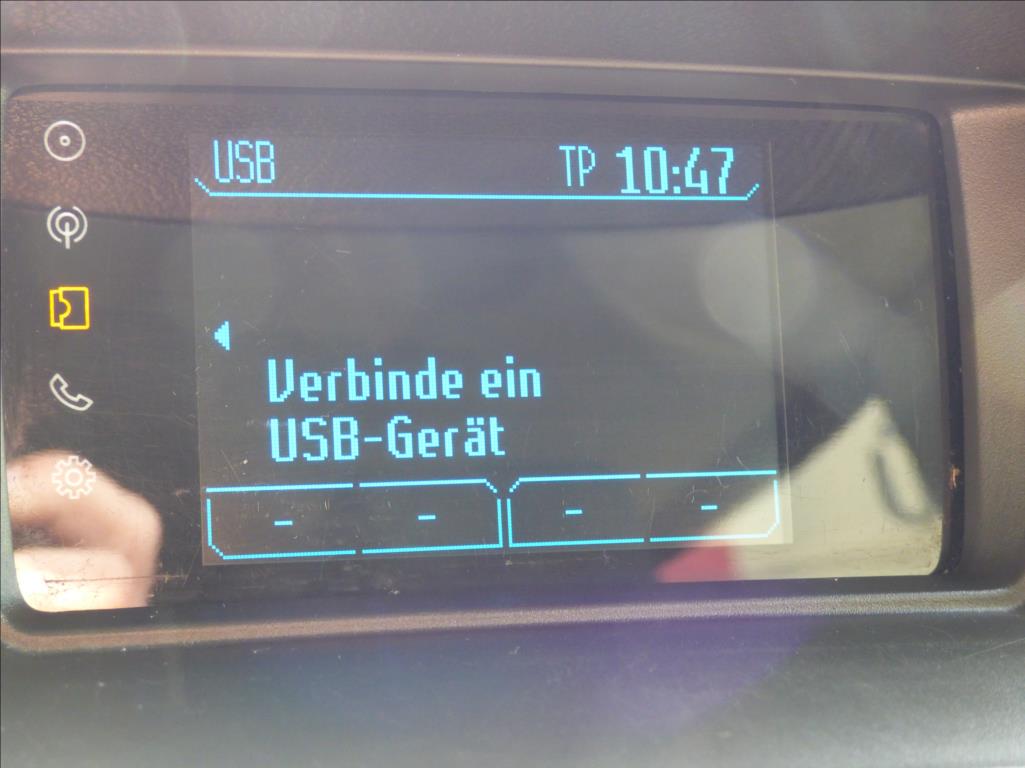 USB TP 10:47
Verbinde ein
USB-Gerät
- - - -